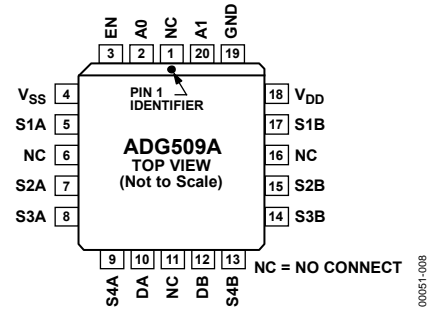 EN A0 NC A1 GND
3 2 1 20 19
VSS 4 PIN 1 IDENTIFIER 18 VDD
S1A 5 17 S1B
NC 6 ADG509A 16 NC
TOP VIEW
S2A 7 (Not to Scale) 15 S2B
S3A 8 14 S3B
9 10 11 12 13
S4A DA NC DB S4B
NC = NO CONNECT
00051-008